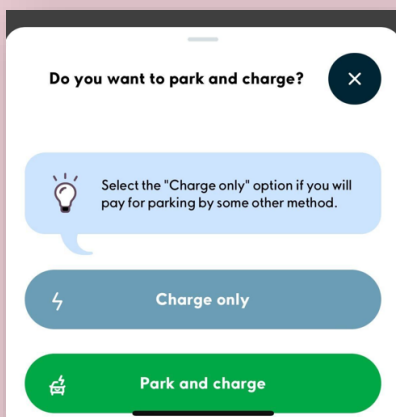 Do you want to park and charge?
Select the "Charge only" option if you will
pay for parking by some other method.
Charge only
Park and charge